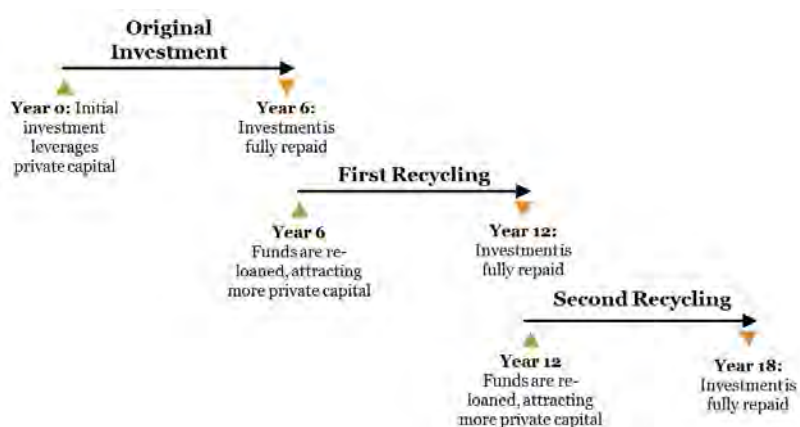 Original
Investment
Year 0: Initial
investment
leverages
private capital
Year 6:
Investment is
fully repaid
First Recycling
Year 6
Funds are re-
loaned, attracting
more private capital
Year 12:
Investment is
fully repaid
Second Recycling
Year 12
Funds are re-
loaned, attracting
more private capital
Year 18:
Investment is
fully repaid